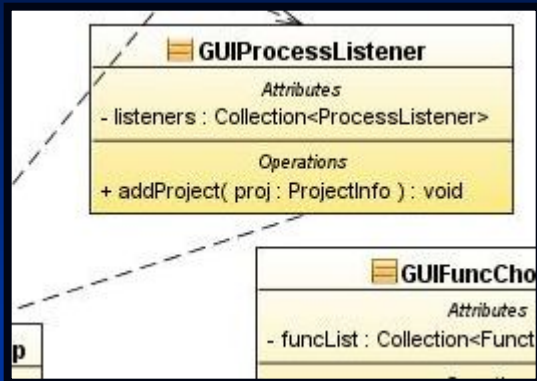 GUIProcessListener
Attributes
- listeners : Collection<ProcessListener>
Operations
+ addProject( proj : ProjectInfo ) : void
GUIFuncCho
Attributes
- funcList : Collection<Funct
p